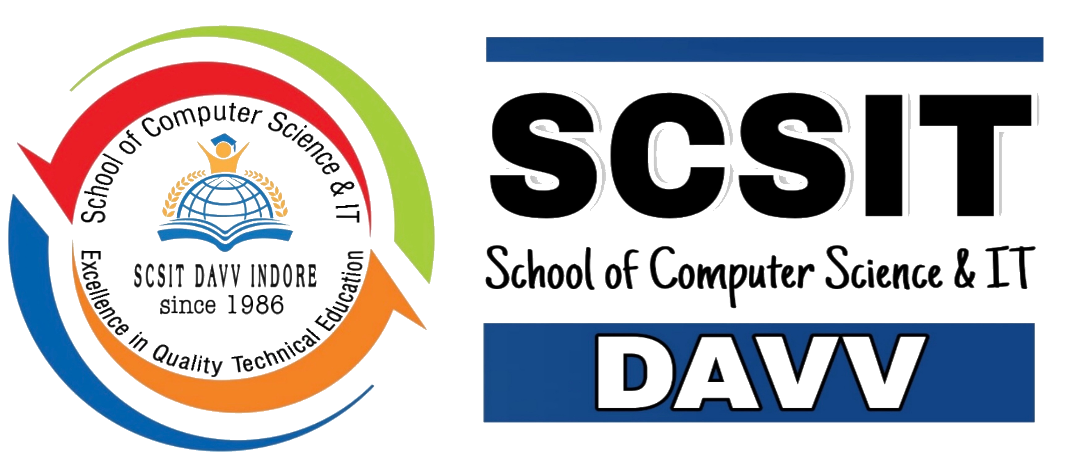 School of Computer Science & IT
SCSIT DAVV INDORE
since 1986
Excellence in Quality Technical Education
SCSIT
School of Computer Science & IT
DAVV